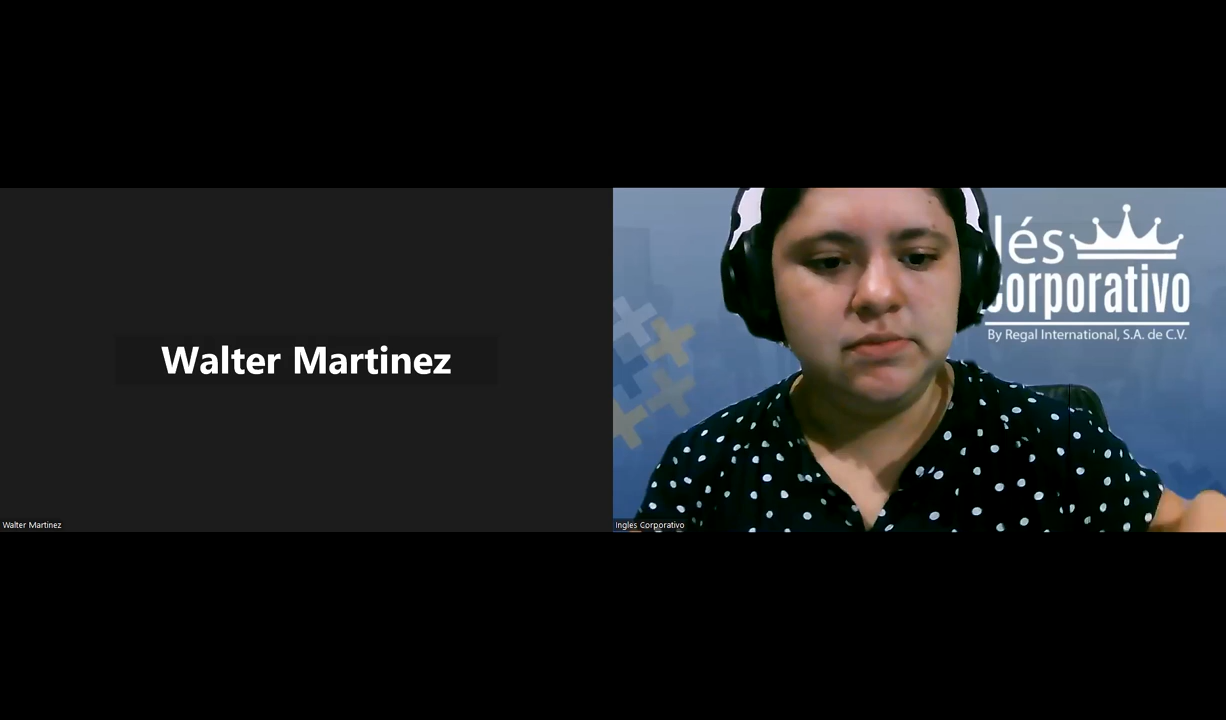 Walter Martinez
Walter Martinez
lés
corporativo
By Regal International, S.A. de C.V.
Ingles Corporativo